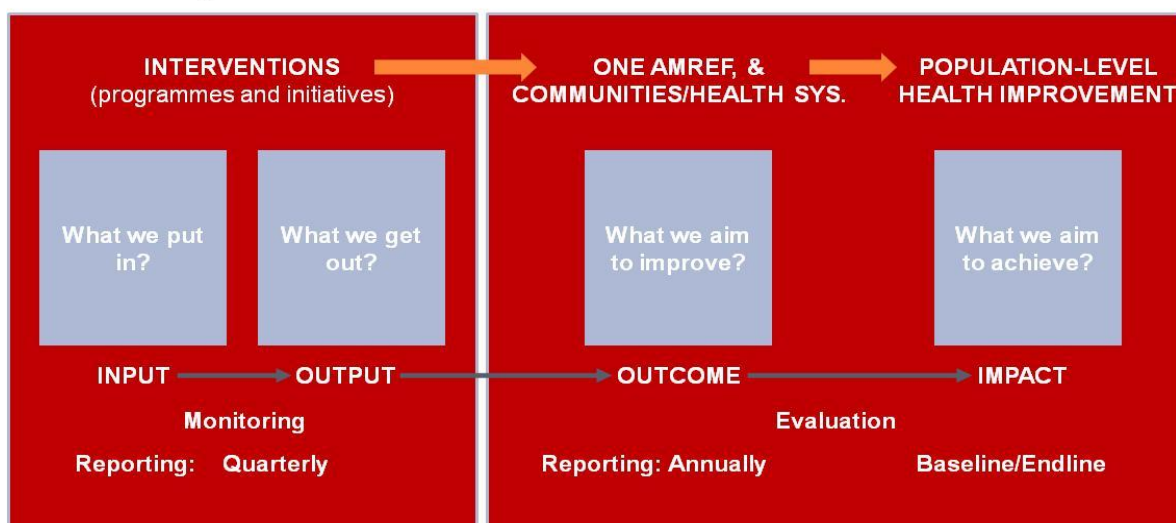 INTERVENTIONS
(programmes and initiatives)
ONE AMREF, &
COMMUNITIES/HEALTH SYS.
POPULATION-LEVEL
HEALTH IMPROVEMENT
What we put
in?
What we get
out?
What we aim
to improve?
What we aim
to achieve?
INPUT
OUTPUT
OUTCOME
IMPACT
Monitoring
Evaluation
Reporting: Quarterly
Reporting: Annually
Baseline/Endline